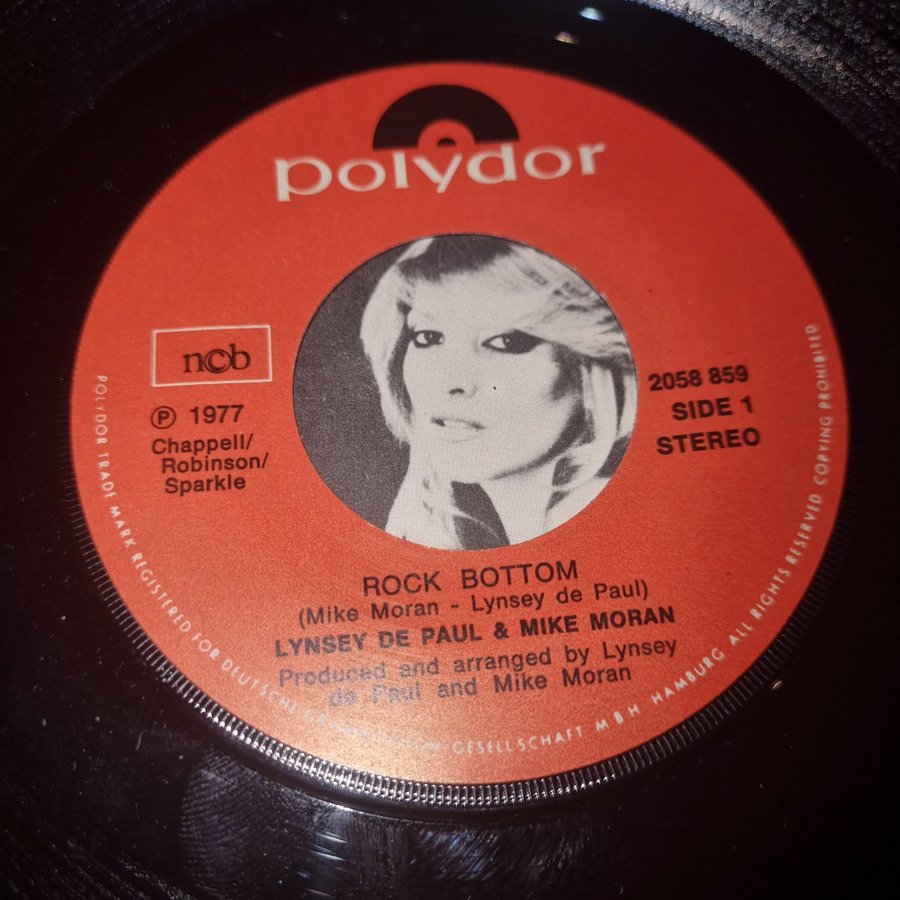 polydor
ncb
℗ 1977
Chappell/
Robinson/
Sparkle
2058 859
SIDE 1
STEREO
ROCK BOTTOM
(Mike Moran - Lynsey de Paul)
LYNSEY DE PAUL & MIKE MORAN
Produced and arranged by Lynsey
de Paul and Mike Moran
POLYDOR TRADE MARK REGISTERED FOR DEUTSCHE GESELLSCHAFT MBH HAMBURG ALL RIGHTS RESERVED COPYING PROHIBITED